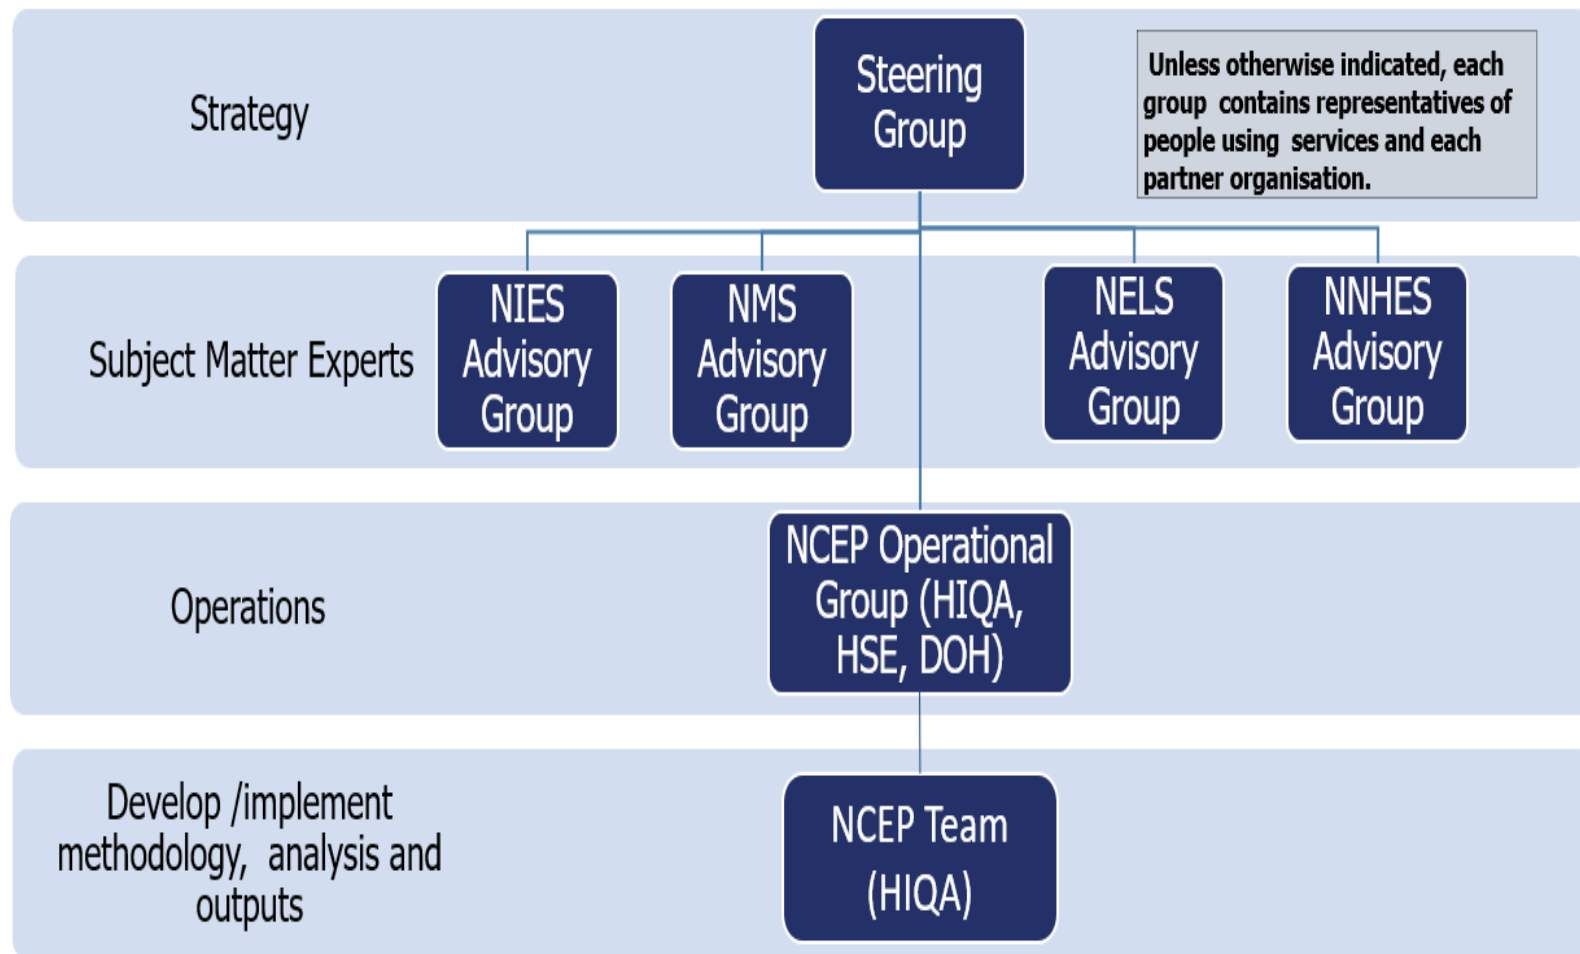 Strategy
Steering
Group
Unless otherwise indicated, each
group contains representatives of
people using services and each
partner organisation.
Subject Matter Experts
NIES
Advisory
Group
NMS
Advisory
Group
NELS
Advisory
Group
NNHES
Advisory
Group
Operations
NCEP Operational
Group (HIQA,
HSE, DOH)
Develop /implement
methodology, analysis and
outputs
NCEP Team
(HIQA)